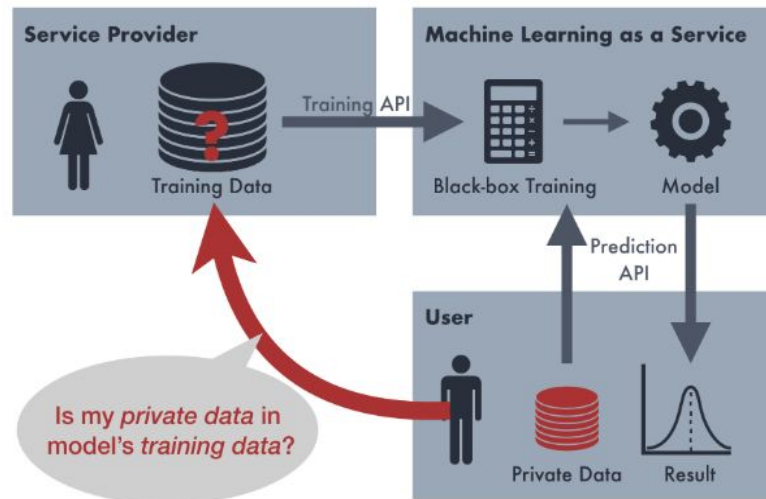 Service Provider
?
Training Data
Training API
Machine Learning as a Service
Black-box Training
Model
Prediction
API
User
Private Data
Result
Is my private data in
model's training data?